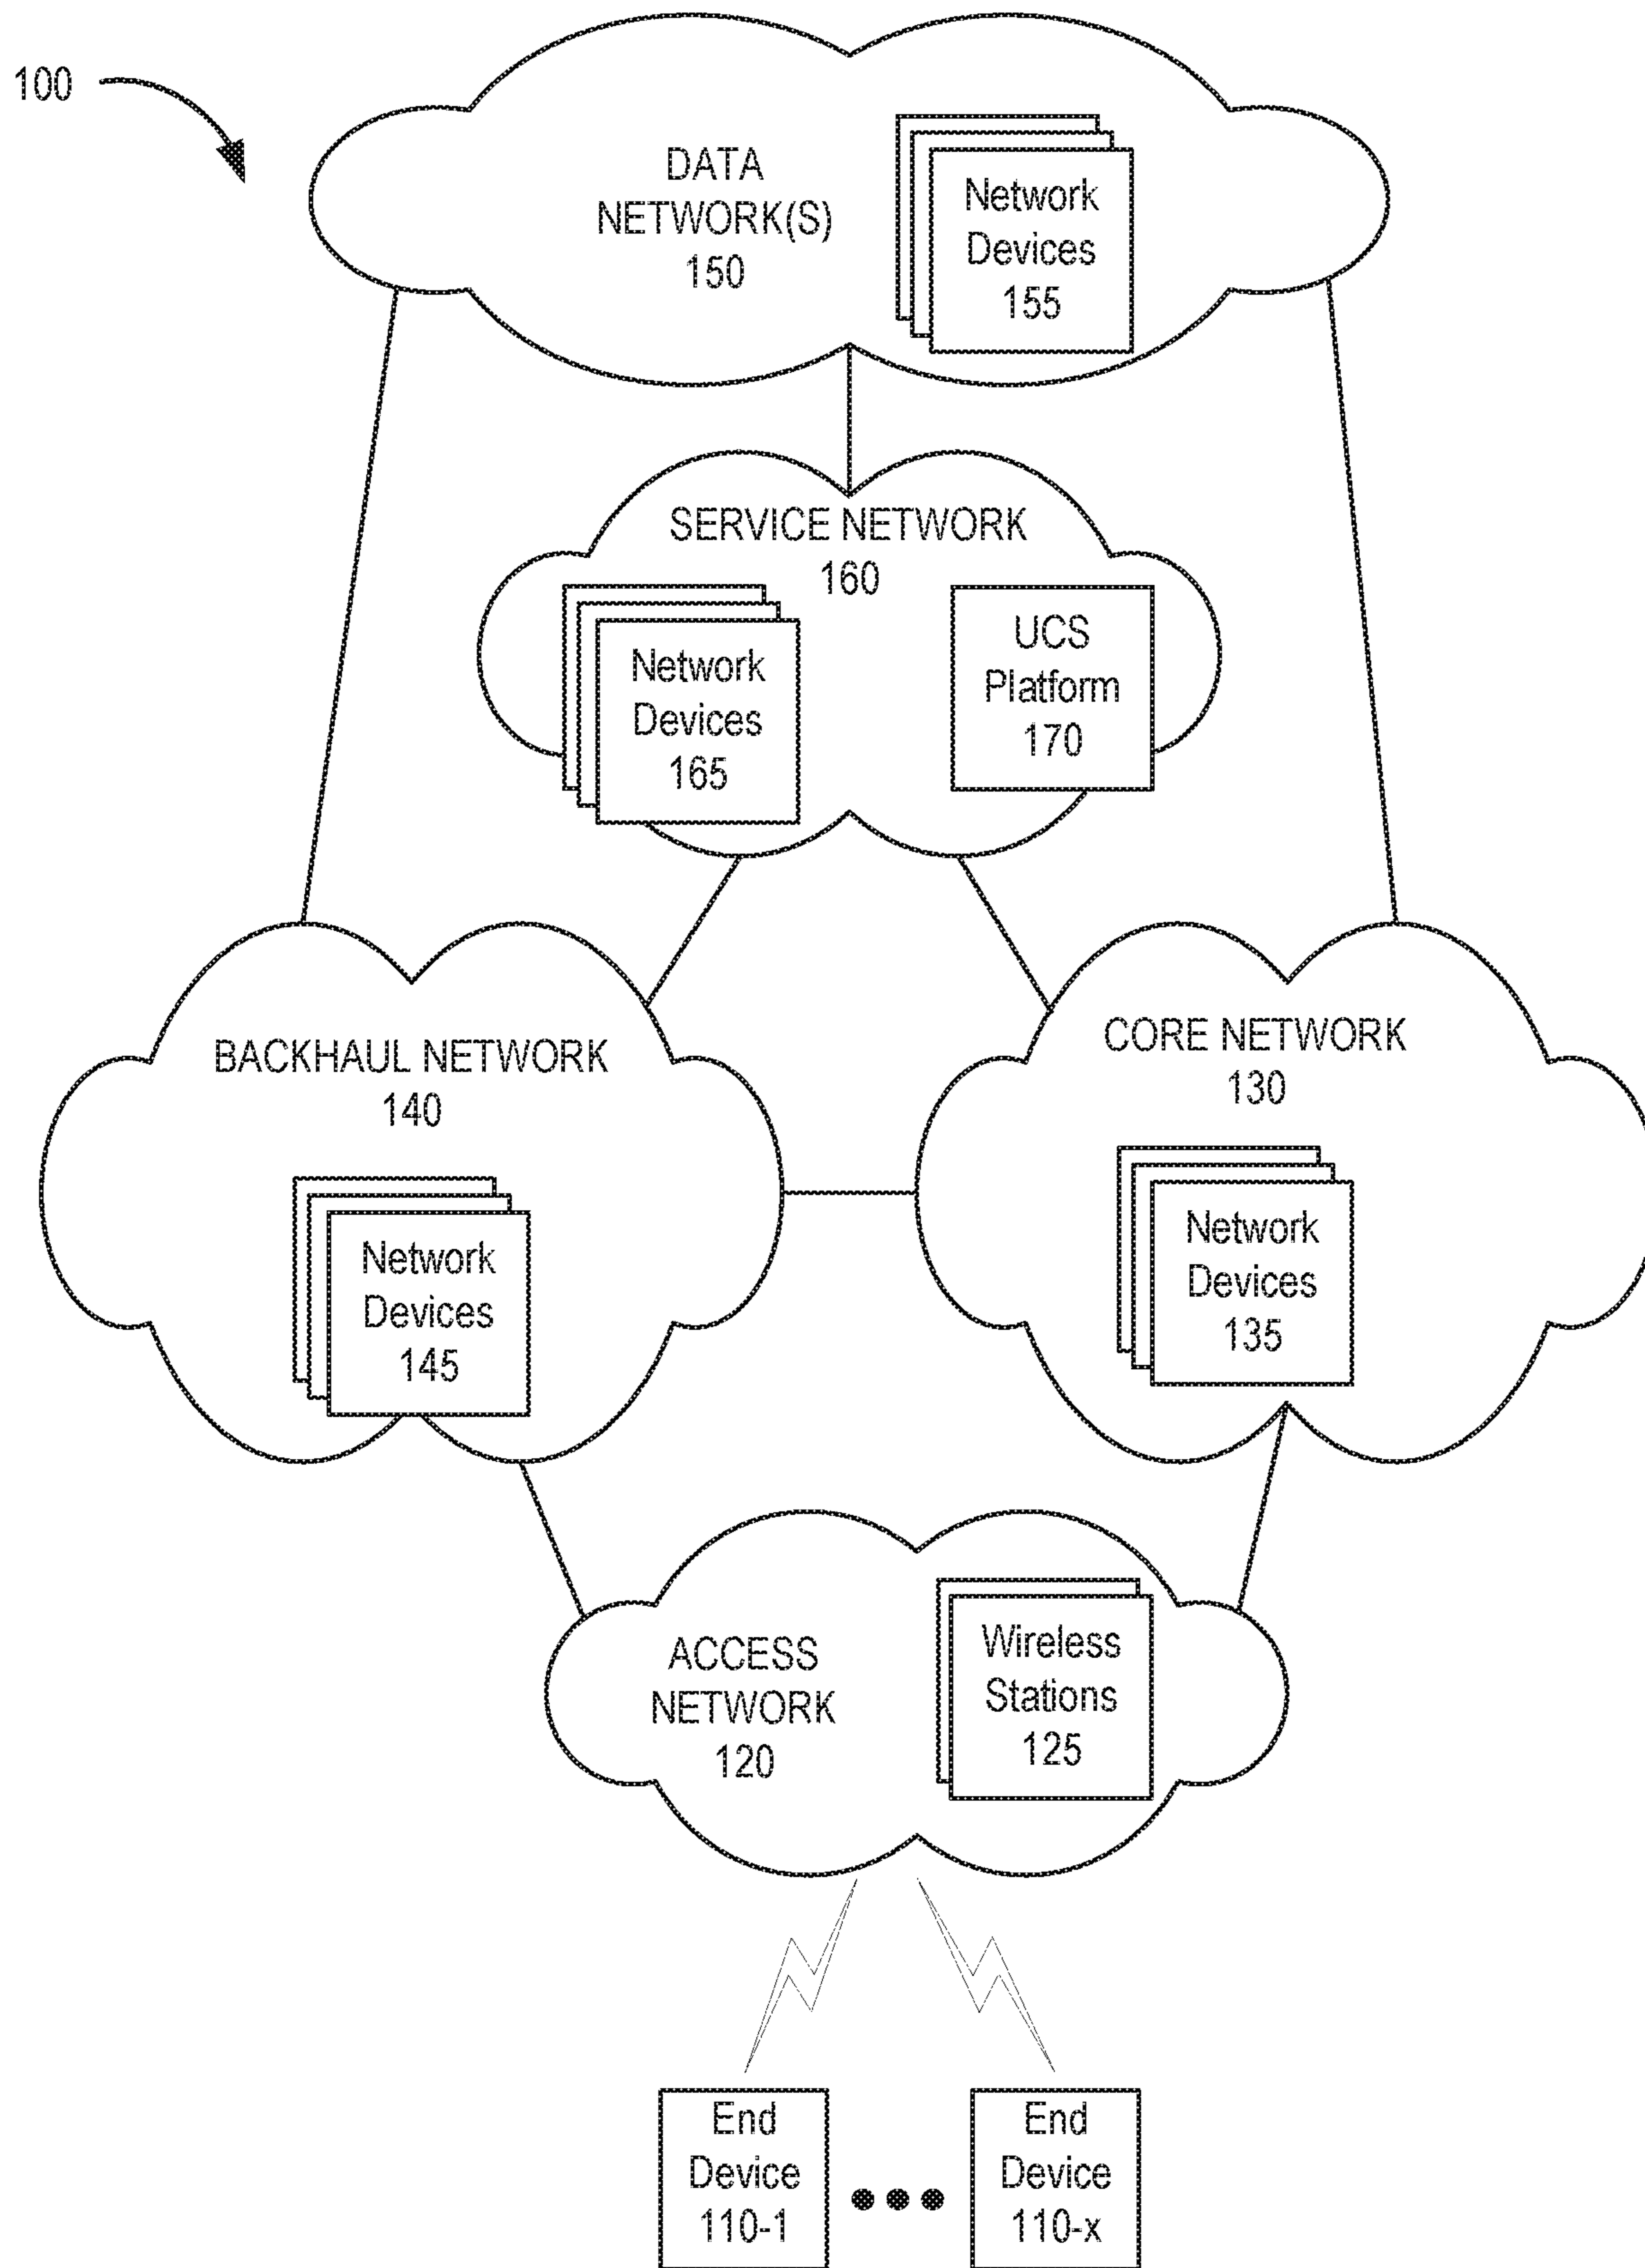 100
DATA
NETWORK(S)
150
Network
Devices
155
SERVICE NETWORK
160
Network
Devices
165
UCS
Platform
170
BACKHAUL NETWORK
140
Network
Devices
145
CORE NETWORK
130
Network
Devices
135
ACCESS
NETWORK
120
Wireless
Stations
125
End
Device
110-1
End
Device
110-x